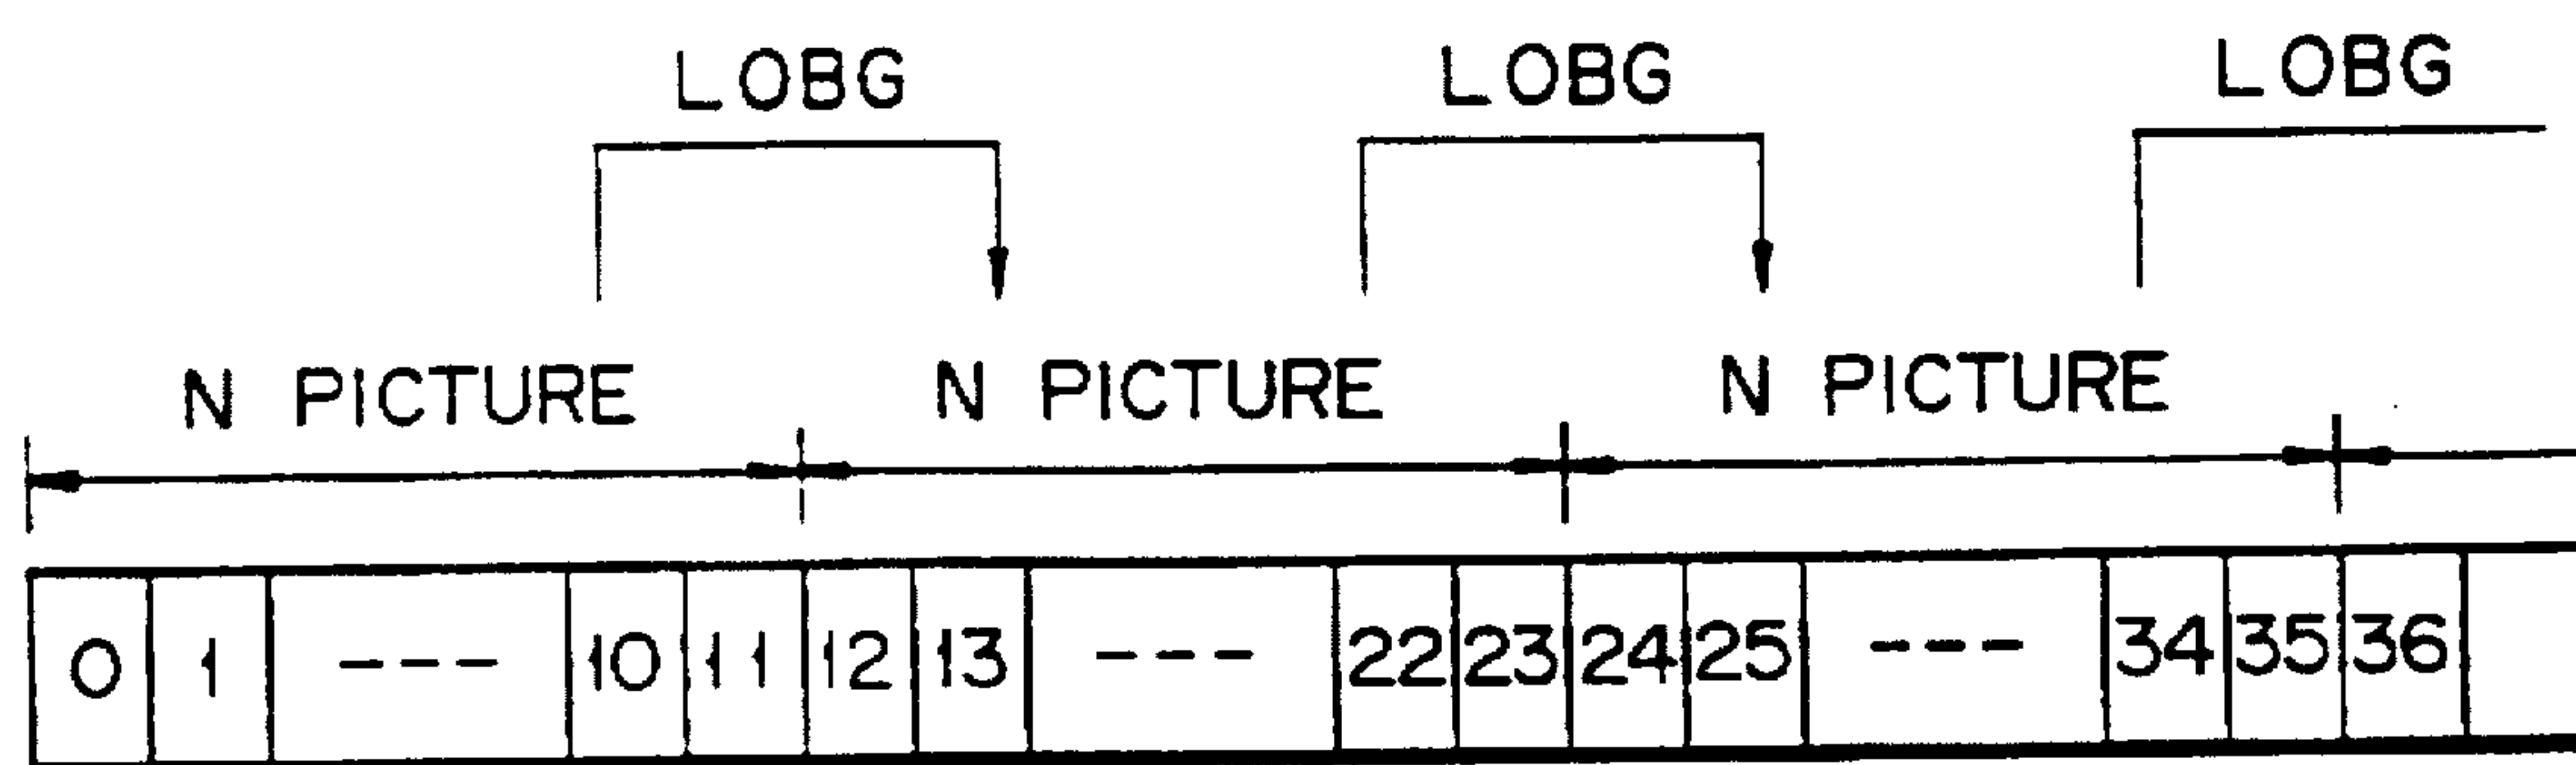 LOBG LOBG LOBG
N PICTURE N PICTURE N PICTURE
0 1 --- 10 11 12 13 --- 22 23 24 25 --- 34 35 36